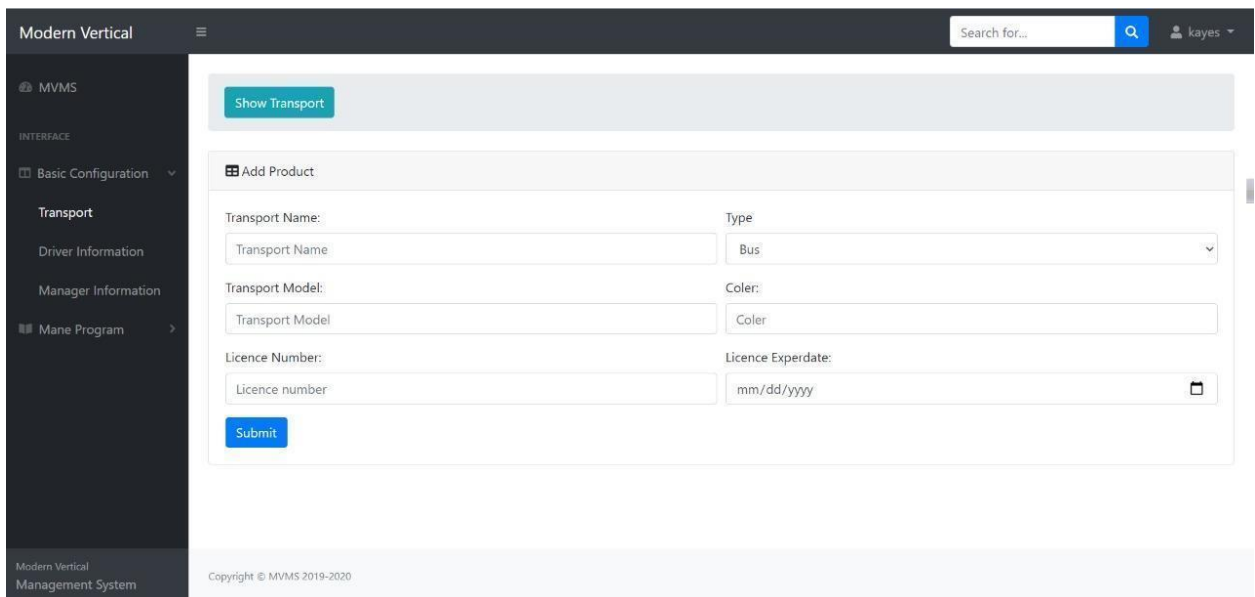 Modern Vertical
Search for...
kayes
MVMS
Show Transport
INTERFACE
Basic Configuration
Add Product
Transport
Transport Name:
Type
Transport Name
Bus
Driver Information
Manager Information
Transport Model:
Coler:
Transport Model
Coler
Mane Program
Licence Number:
Licence Experdate:
Licence number
mm/dd/yyyy
Submit
Modern Vertical
Management System
Copyright © MVMS 2019-2020